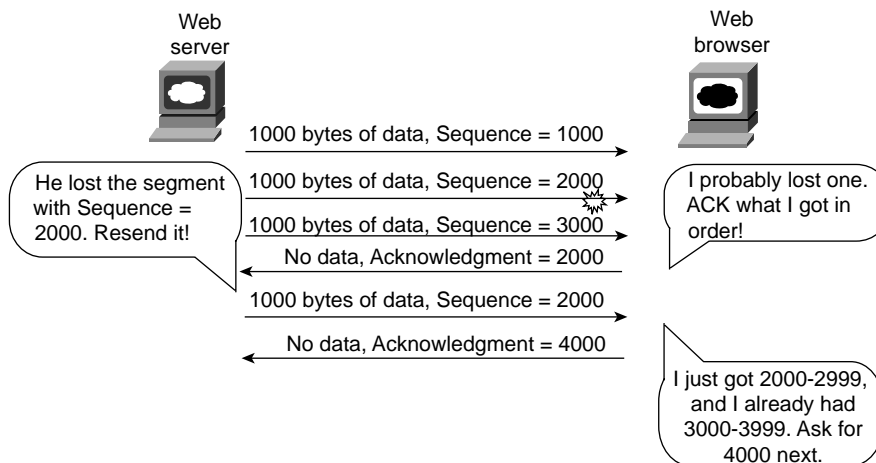 Web
server
Web
browser
1000 bytes of data, Sequence = 1000
He lost the segment
with Sequence =
2000. Resend it!
1000 bytes of data, Sequence = 2000
I probably lost one.
ACK what I got in
order!
1000 bytes of data, Sequence = 3000
No data, Acknowledgment = 2000
1000 bytes of data, Sequence = 2000
No data, Acknowledgment = 4000
I just got 2000-2999,
and I already had
3000-3999. Ask for
4000 next.